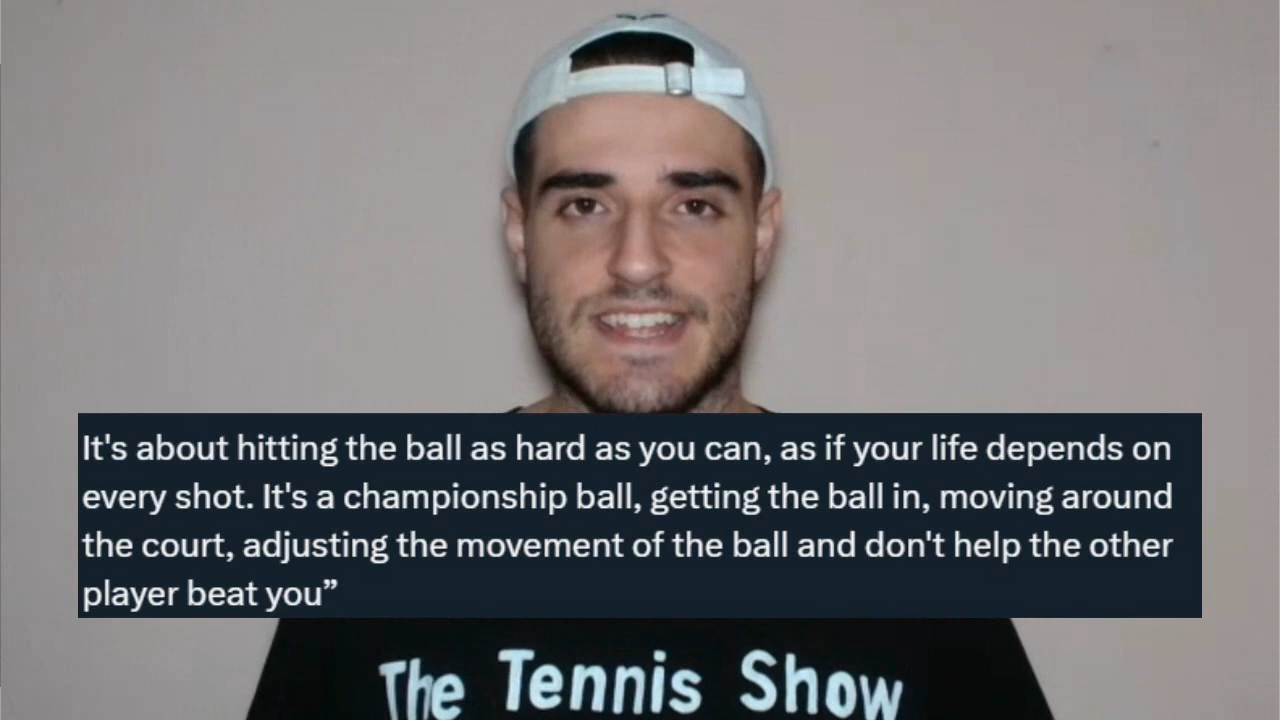 It's about hitting the ball as hard as you can, as if your life depends on
every shot. It's a championship ball, getting the ball in, moving around
the court, adjusting the movement of the ball and don't help the other
player beat you”
The Tennis Show